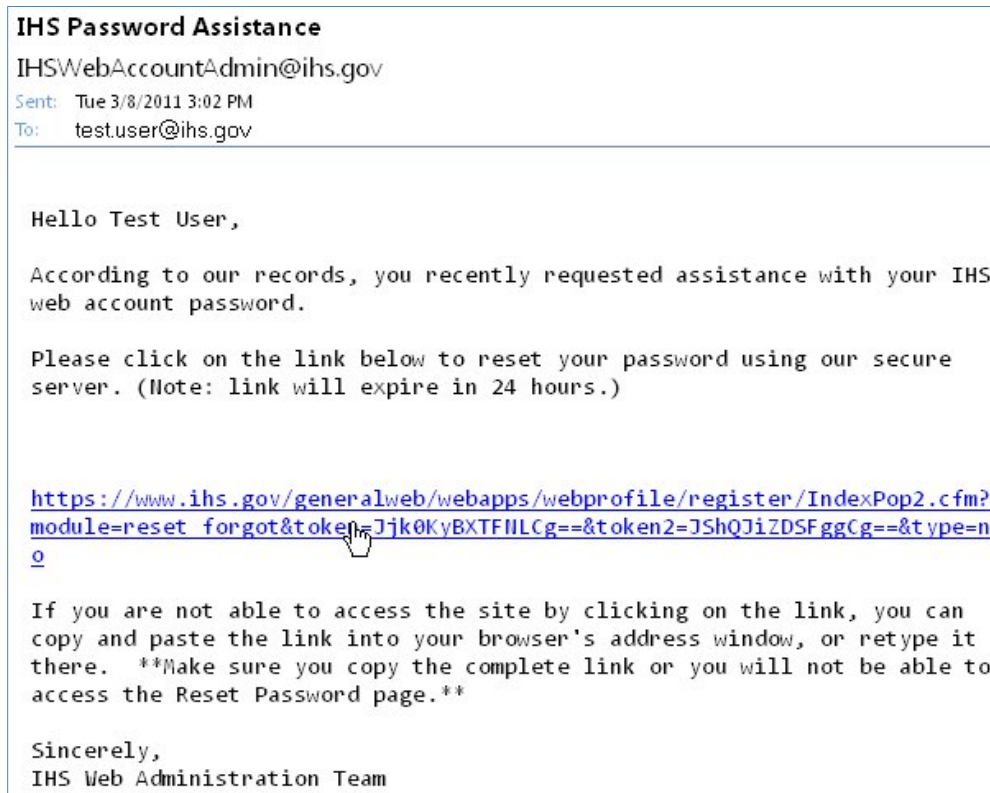 IHS Password Assistance
IHSWebAccountAdmin@ihs.gov
Sent: Tue 3/8/2011 3:02 PM
To: test.user@ihs.gov
Hello Test User,
According to our records, you recently requested assistance with your IHS
web account password.
Please click on the link below to reset your password using our secure
server. (Note: link will expire in 24 hours.)
https://www.ihs.gov/generalweb/webapps/webprofile/register/IndexPop2.cfm?
module=reset_forgot&token=Jjk0KyBXTFNLCg==&token2=JShQJiZDSFggCg==&type=n
o
If you are not able to access the site by clicking on the link, you can
copy and paste the link into your browser's address window, or retype it
there.  **Make sure you copy the complete link or you will not be able to
access the Reset Password page.**
Sincerely,
IHS Web Administration Team